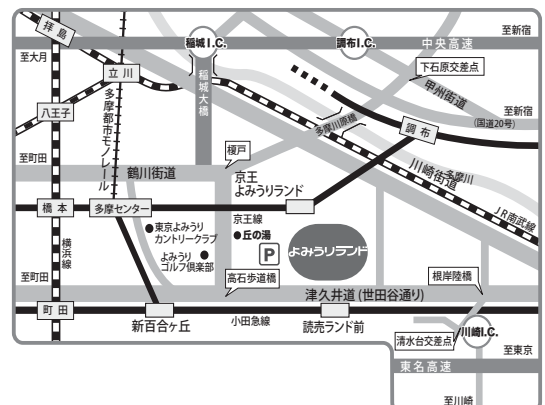 拝島
稲城I.C.
調布I.C.
至新宿
中央高速
至大月
立川
下石原交差点
甲州街道
稲城大橋
八王子
多摩都市モノレール
多摩川原橋
調布
至新宿
(国道20号)
榎戸
至町田
鶴川街道
京王
よみうりランド
川崎街道
多摩川
JR南武線
橋本
多摩センター
京王線
●丘の湯
●東京よみうり
カントリークラブ
よみうり●
ゴルフ倶楽部
P
よみうりランド
横浜線
至町田
高石歩道橋
根岸陸橋
津久井道(世田谷通り)
町田
新百合ヶ丘
小田急線
読売ランド前
清水台交差点
川崎I.C.
至東京
東名高速
至川崎